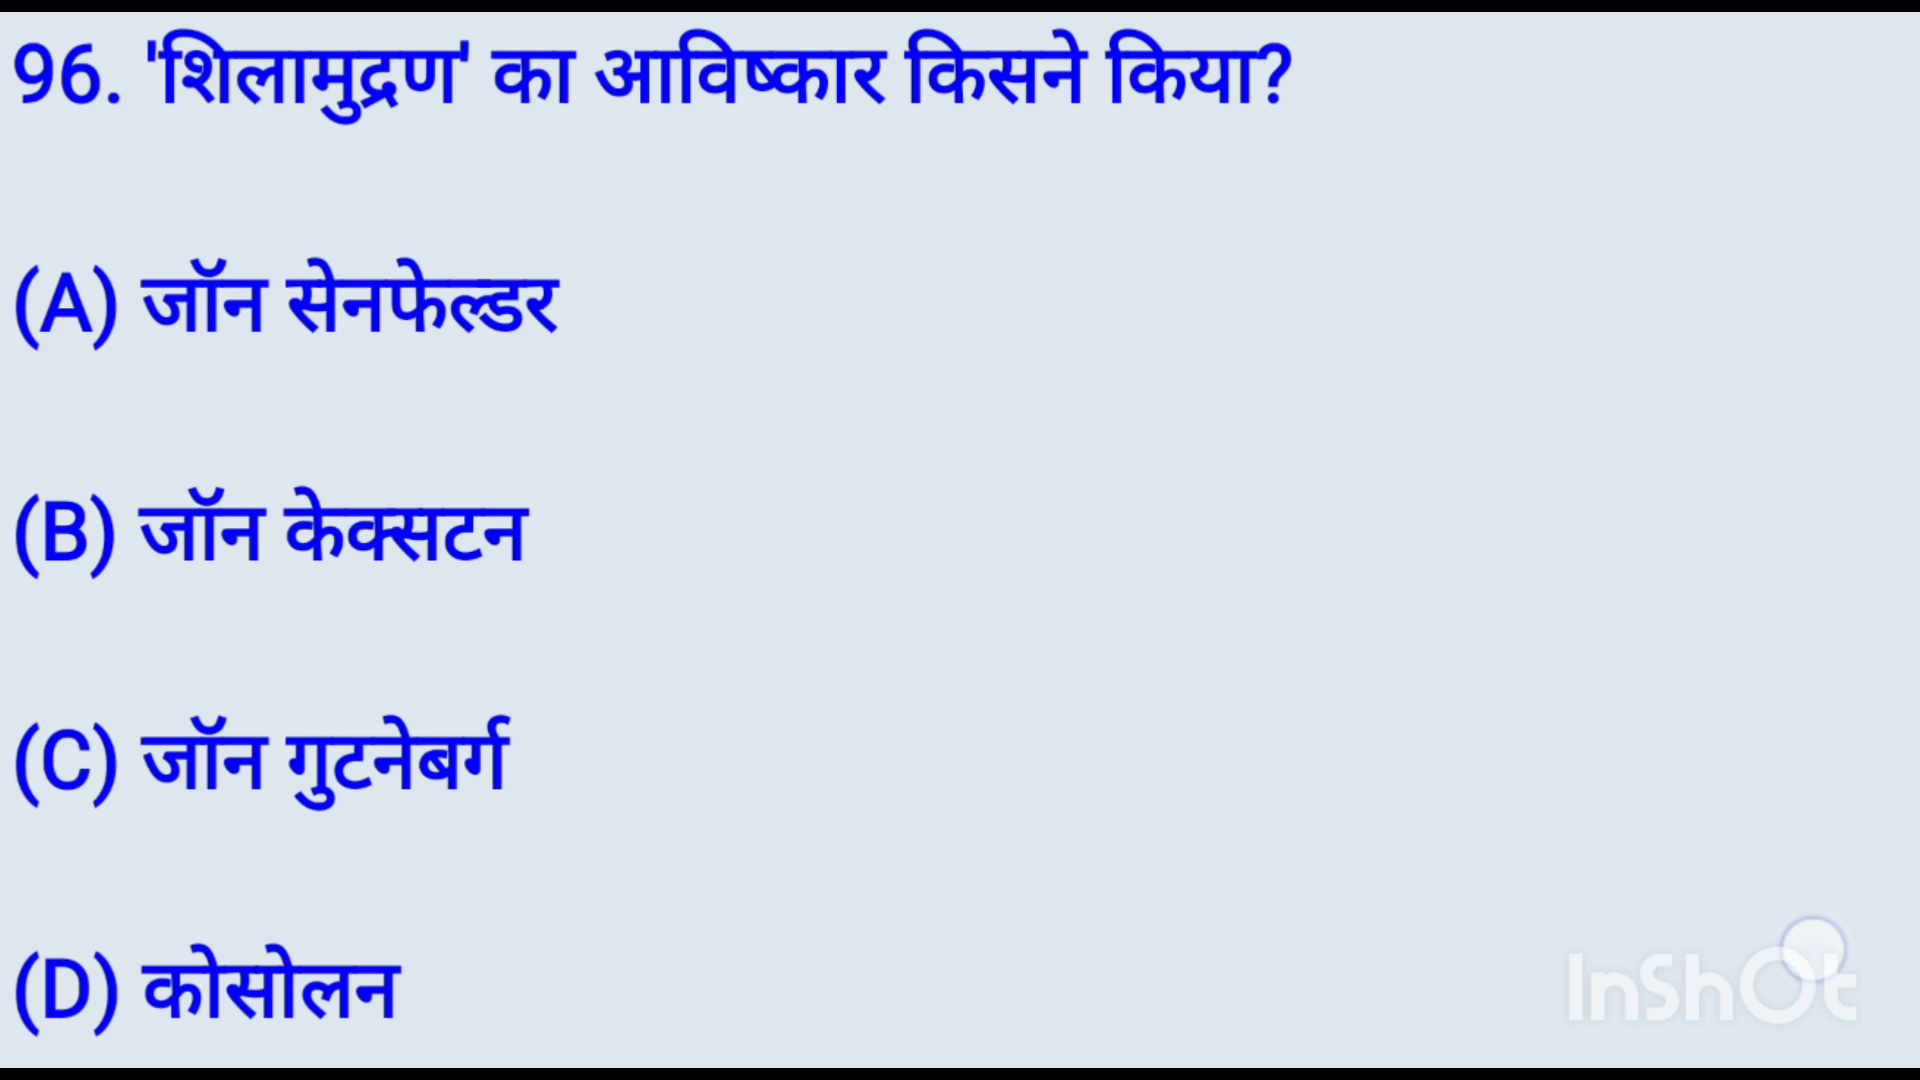 96. 'शिलामुद्रण' का आविष्कार किसने किया?
(A) जॉन सेनफेल्डर
(B) जॉन केक्सटन
(C) जॉन गुटनेबर्ग
(D) कोसोलन
InShOt